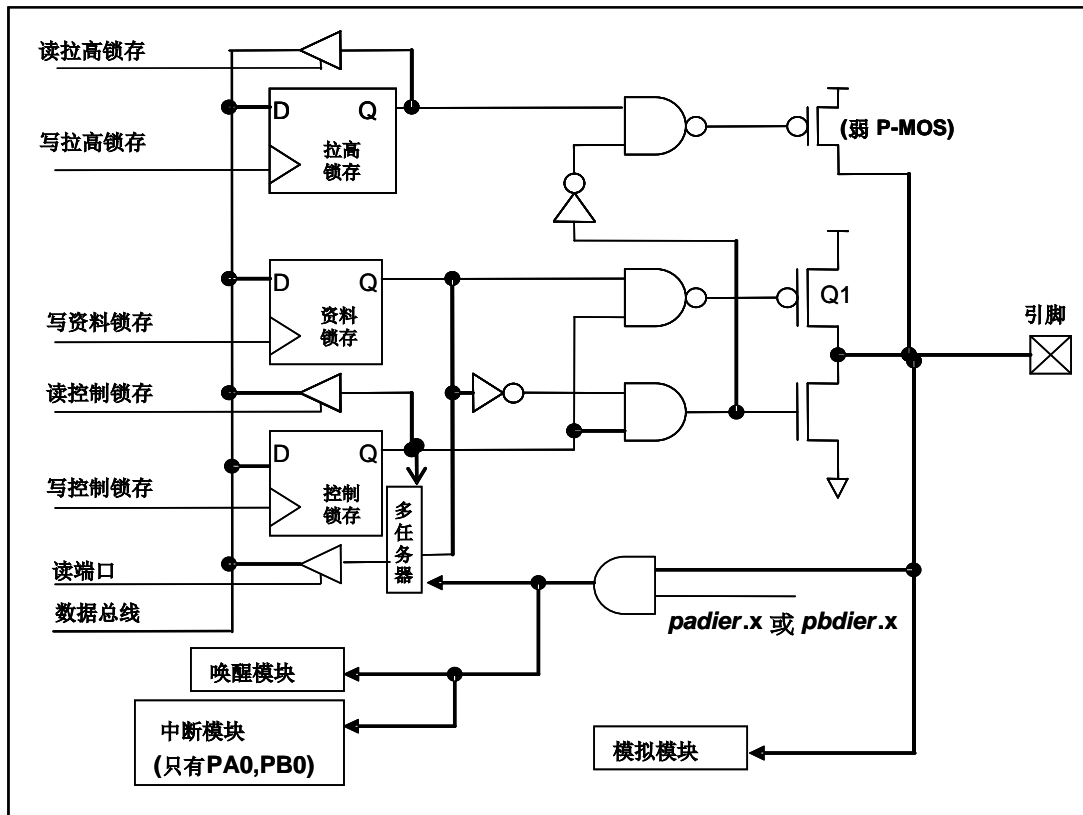 读拉高锁存
D Q
写拉高锁存
拉高
锁存
(弱 P-MOS)
D Q
写资料锁存
资料
锁存
Q1
引脚
读控制锁存
D Q
写控制锁存
控制
锁存
多
任
务
器
读端口
数据总线
padier.x 或 pbdier.x
唤醒模块
中断模块
(只有PA0,PB0)
模拟模块